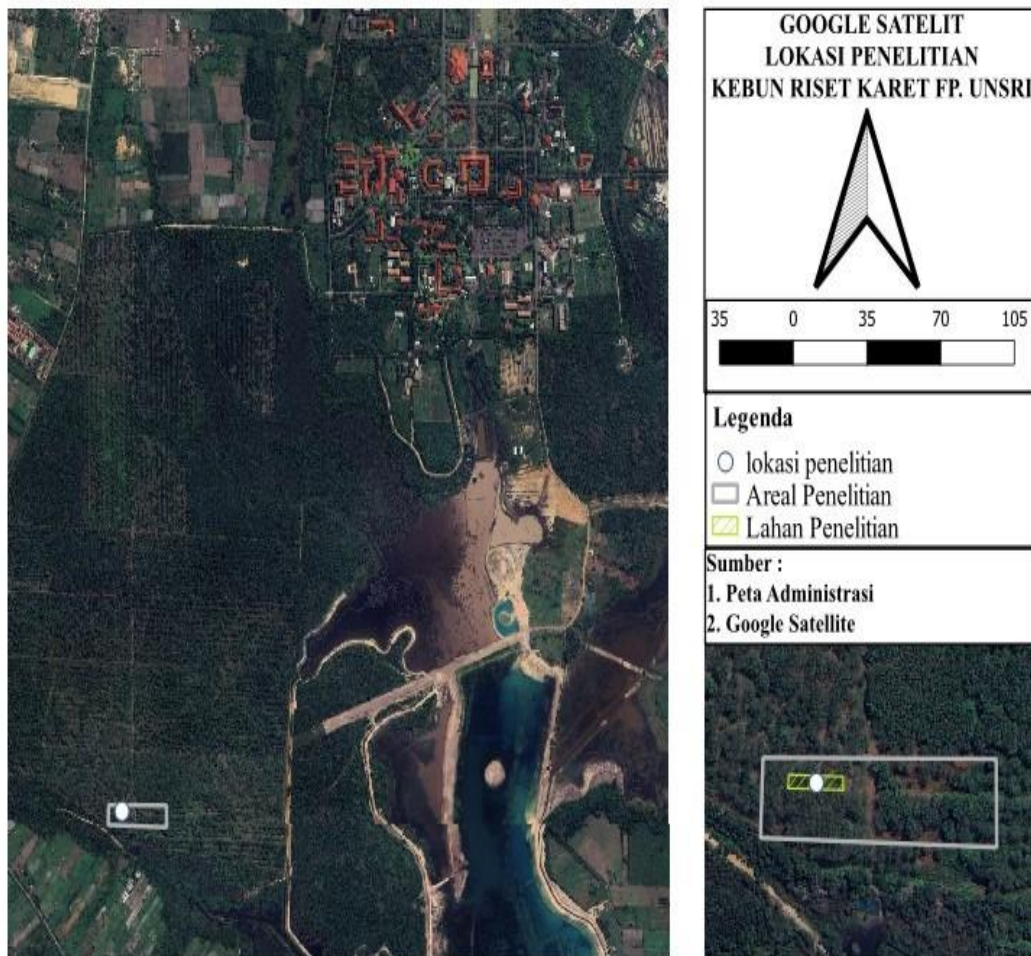 GOOGLE SATELIT
LOKASI PENELITIAN
KEBUN RISET KARET FP. UNSRI
35 0 35 70 105
Legenda
lokasi penelitian
Areal Penelitian
Lahan Penelitian
Sumber :
1. Peta Administrasi
2. Google Satellite